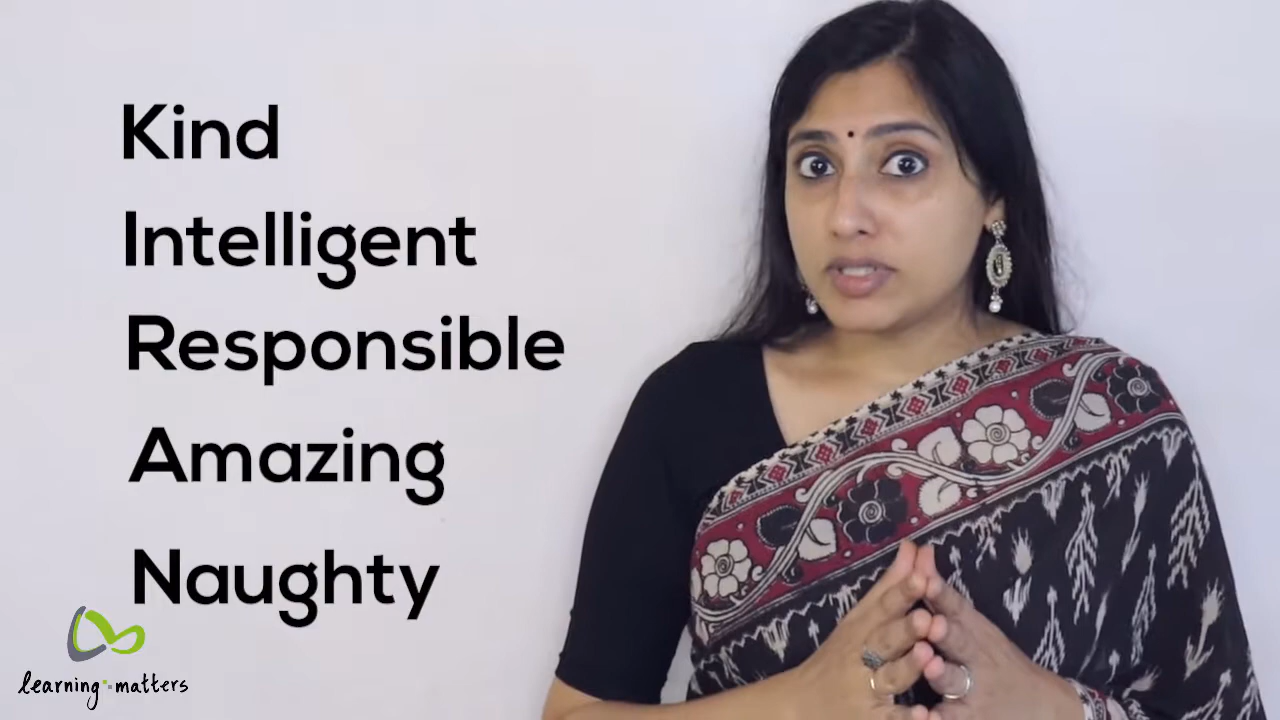 Kind
Intelligent
Responsible
Amazing
Naughty
learning matters